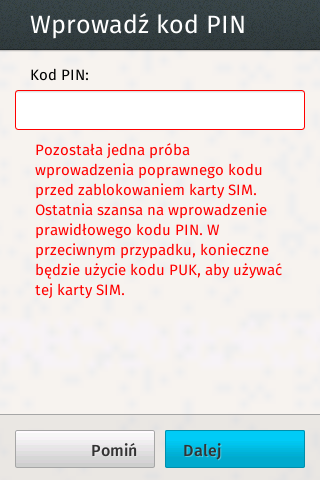 Wprowadź kod PIN
Kod PIN:
Pozostała jedna próba
wprowadzenia poprawnego kodu
przed zablokowaniem karty SIM.
Ostatnia szansa na wprowadzenie
prawidłowego kodu PIN. W
przeciwnym przypadku, konieczne
będzie użycie kodu PUK, aby używać
tej karty SIM.
Pomiń
Dalej